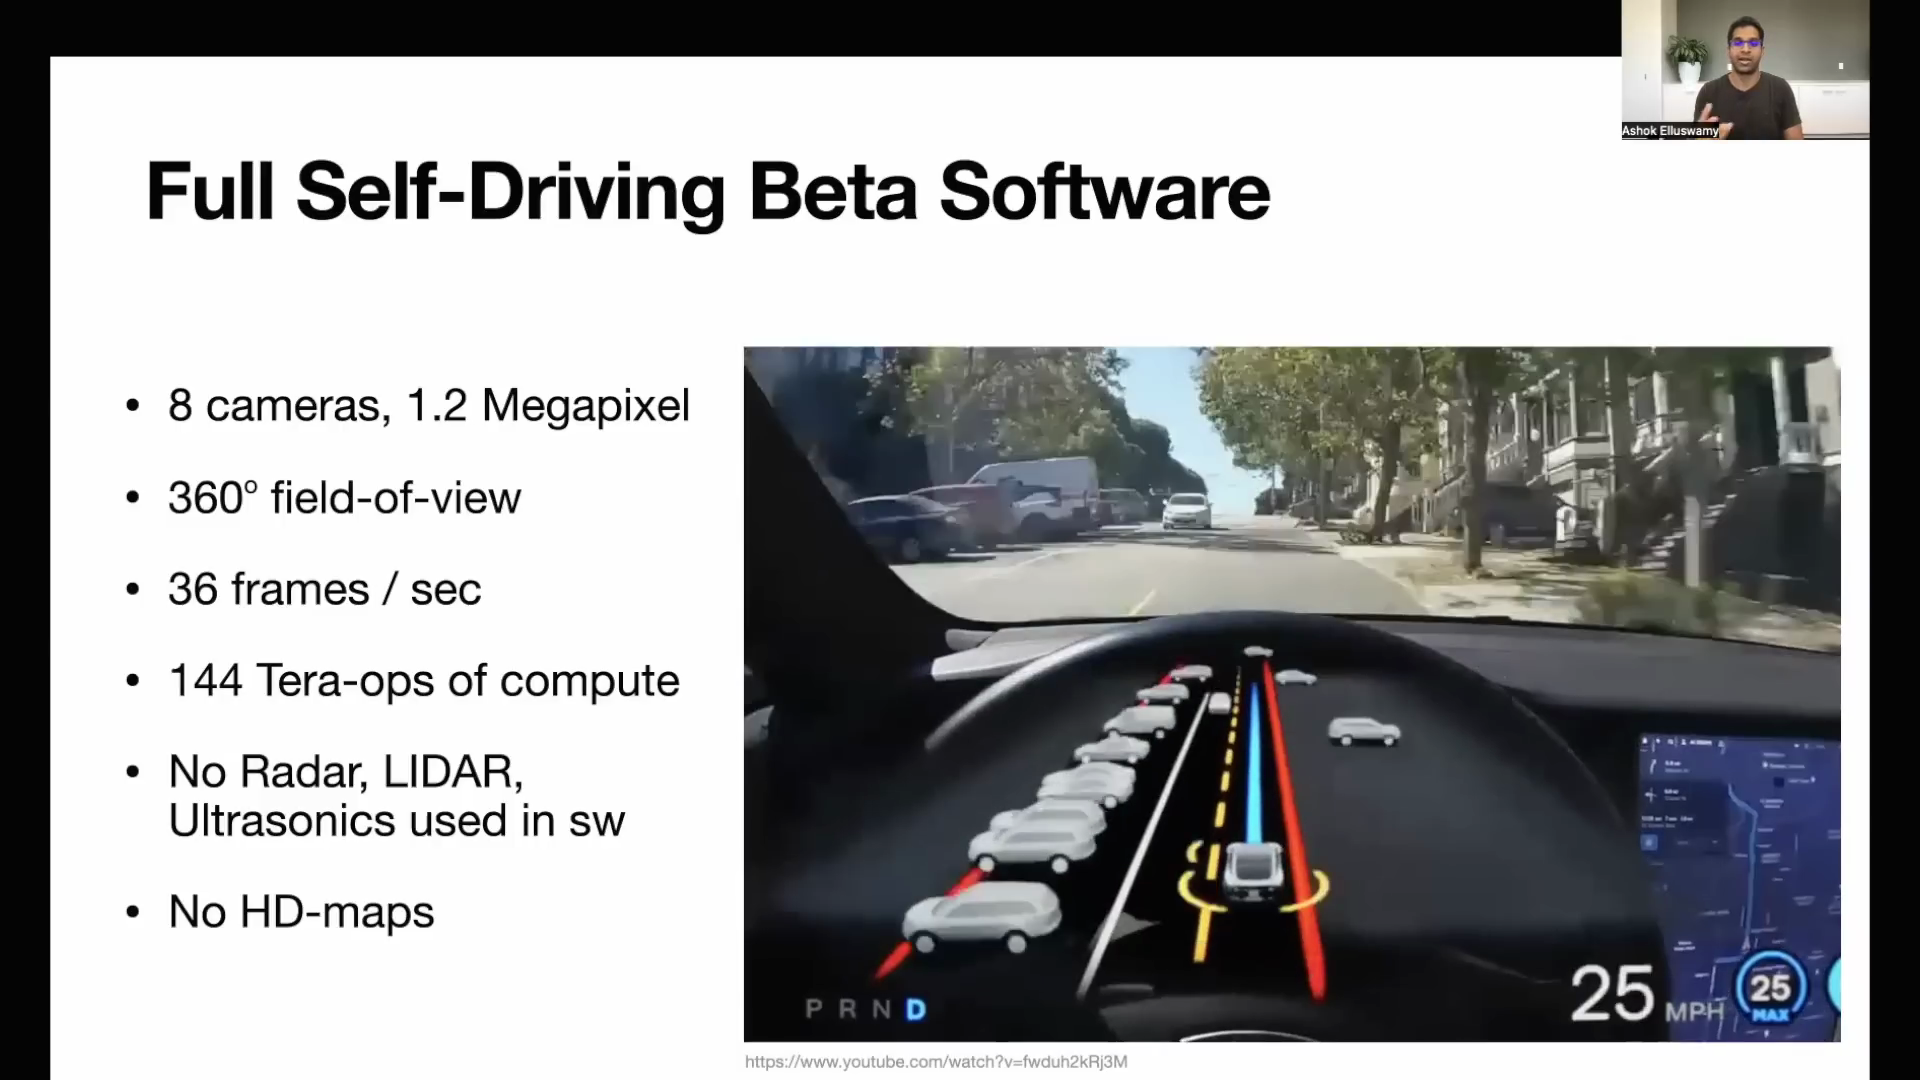 Ashok Elluswamy
Full Self-Driving Beta Software
• 8 cameras, 1.2 Megapixel
• 360° field-of-view
• 36 frames / sec
• 144 Tera-ops of compute
• No Radar, LIDAR,
Ultrasonics used in sw
• No HD-maps
P R N D
25 MPH
25
MAX
https://www.youtube.com/watch?v=fwduh2kRj3M